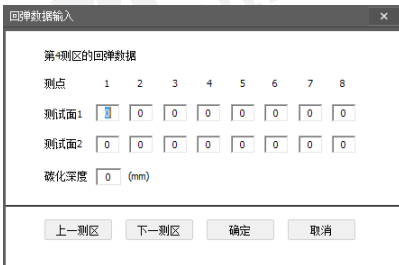 回弹数据输入 ×
第4测区的回弹数据
测点 1 2 3 4 5 6 7 8
测试面1 0 0 0 0 0 0 0 0
测试面2 0 0 0 0 0 0 0 0
碳化深度 0 (mm)
上一测区 下一测区 确定 取消